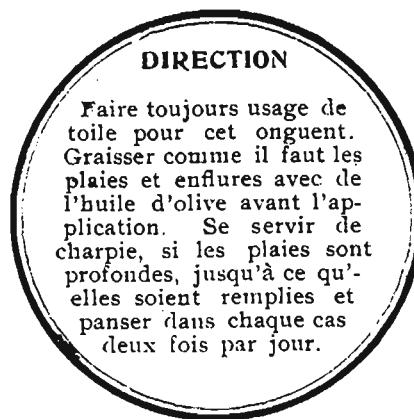 DIRECTION
Faire toujours usage de
toile pour cet onguent.
Graisser comme il faut les
plaies et enflures avec de
l'huile d'olive avant l'ap-
plication. Se servir de
charpie, si les plaies sont
profondes, jusqu'à ce qu'-
elles soient remplies et
panser dans chaque cas
deux fois par jour.